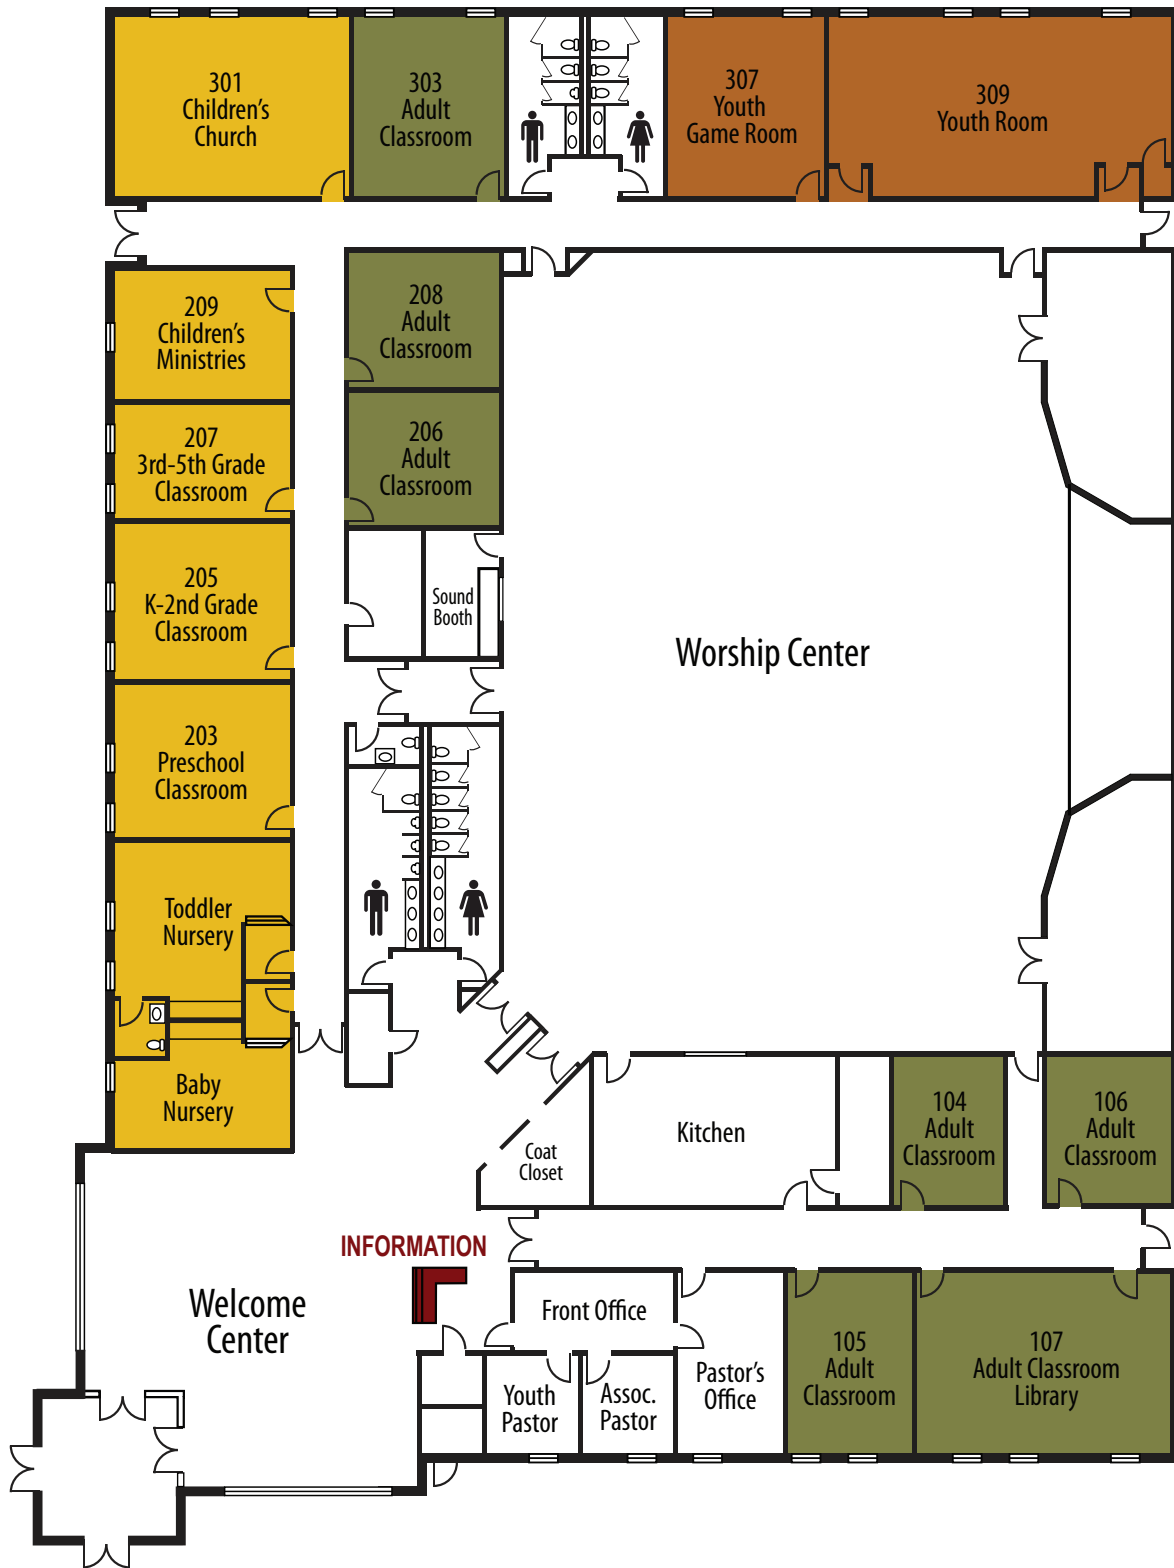 301
Children's
Church
303
Adult
Classroom
307
Youth
Game Room
309
Youth Room
209
Children's
Ministries
208
Adult
Classroom
207
3rd-5th Grade
Classroom
206
Adult
Classroom
205
K-2nd Grade
Classroom
Sound
Booth
Worship Center
203
Preschool
Classroom
Toddler
Nursery
Baby
Nursery
Coat
Closet
Kitchen
104
Adult
Classroom
106
Adult
Classroom
INFORMATION
Welcome
Center
Front Office
Youth
Pastor
Assoc.
Pastor
Pastor's
Office
105
Adult
Classroom
107
Adult Classroom
Library